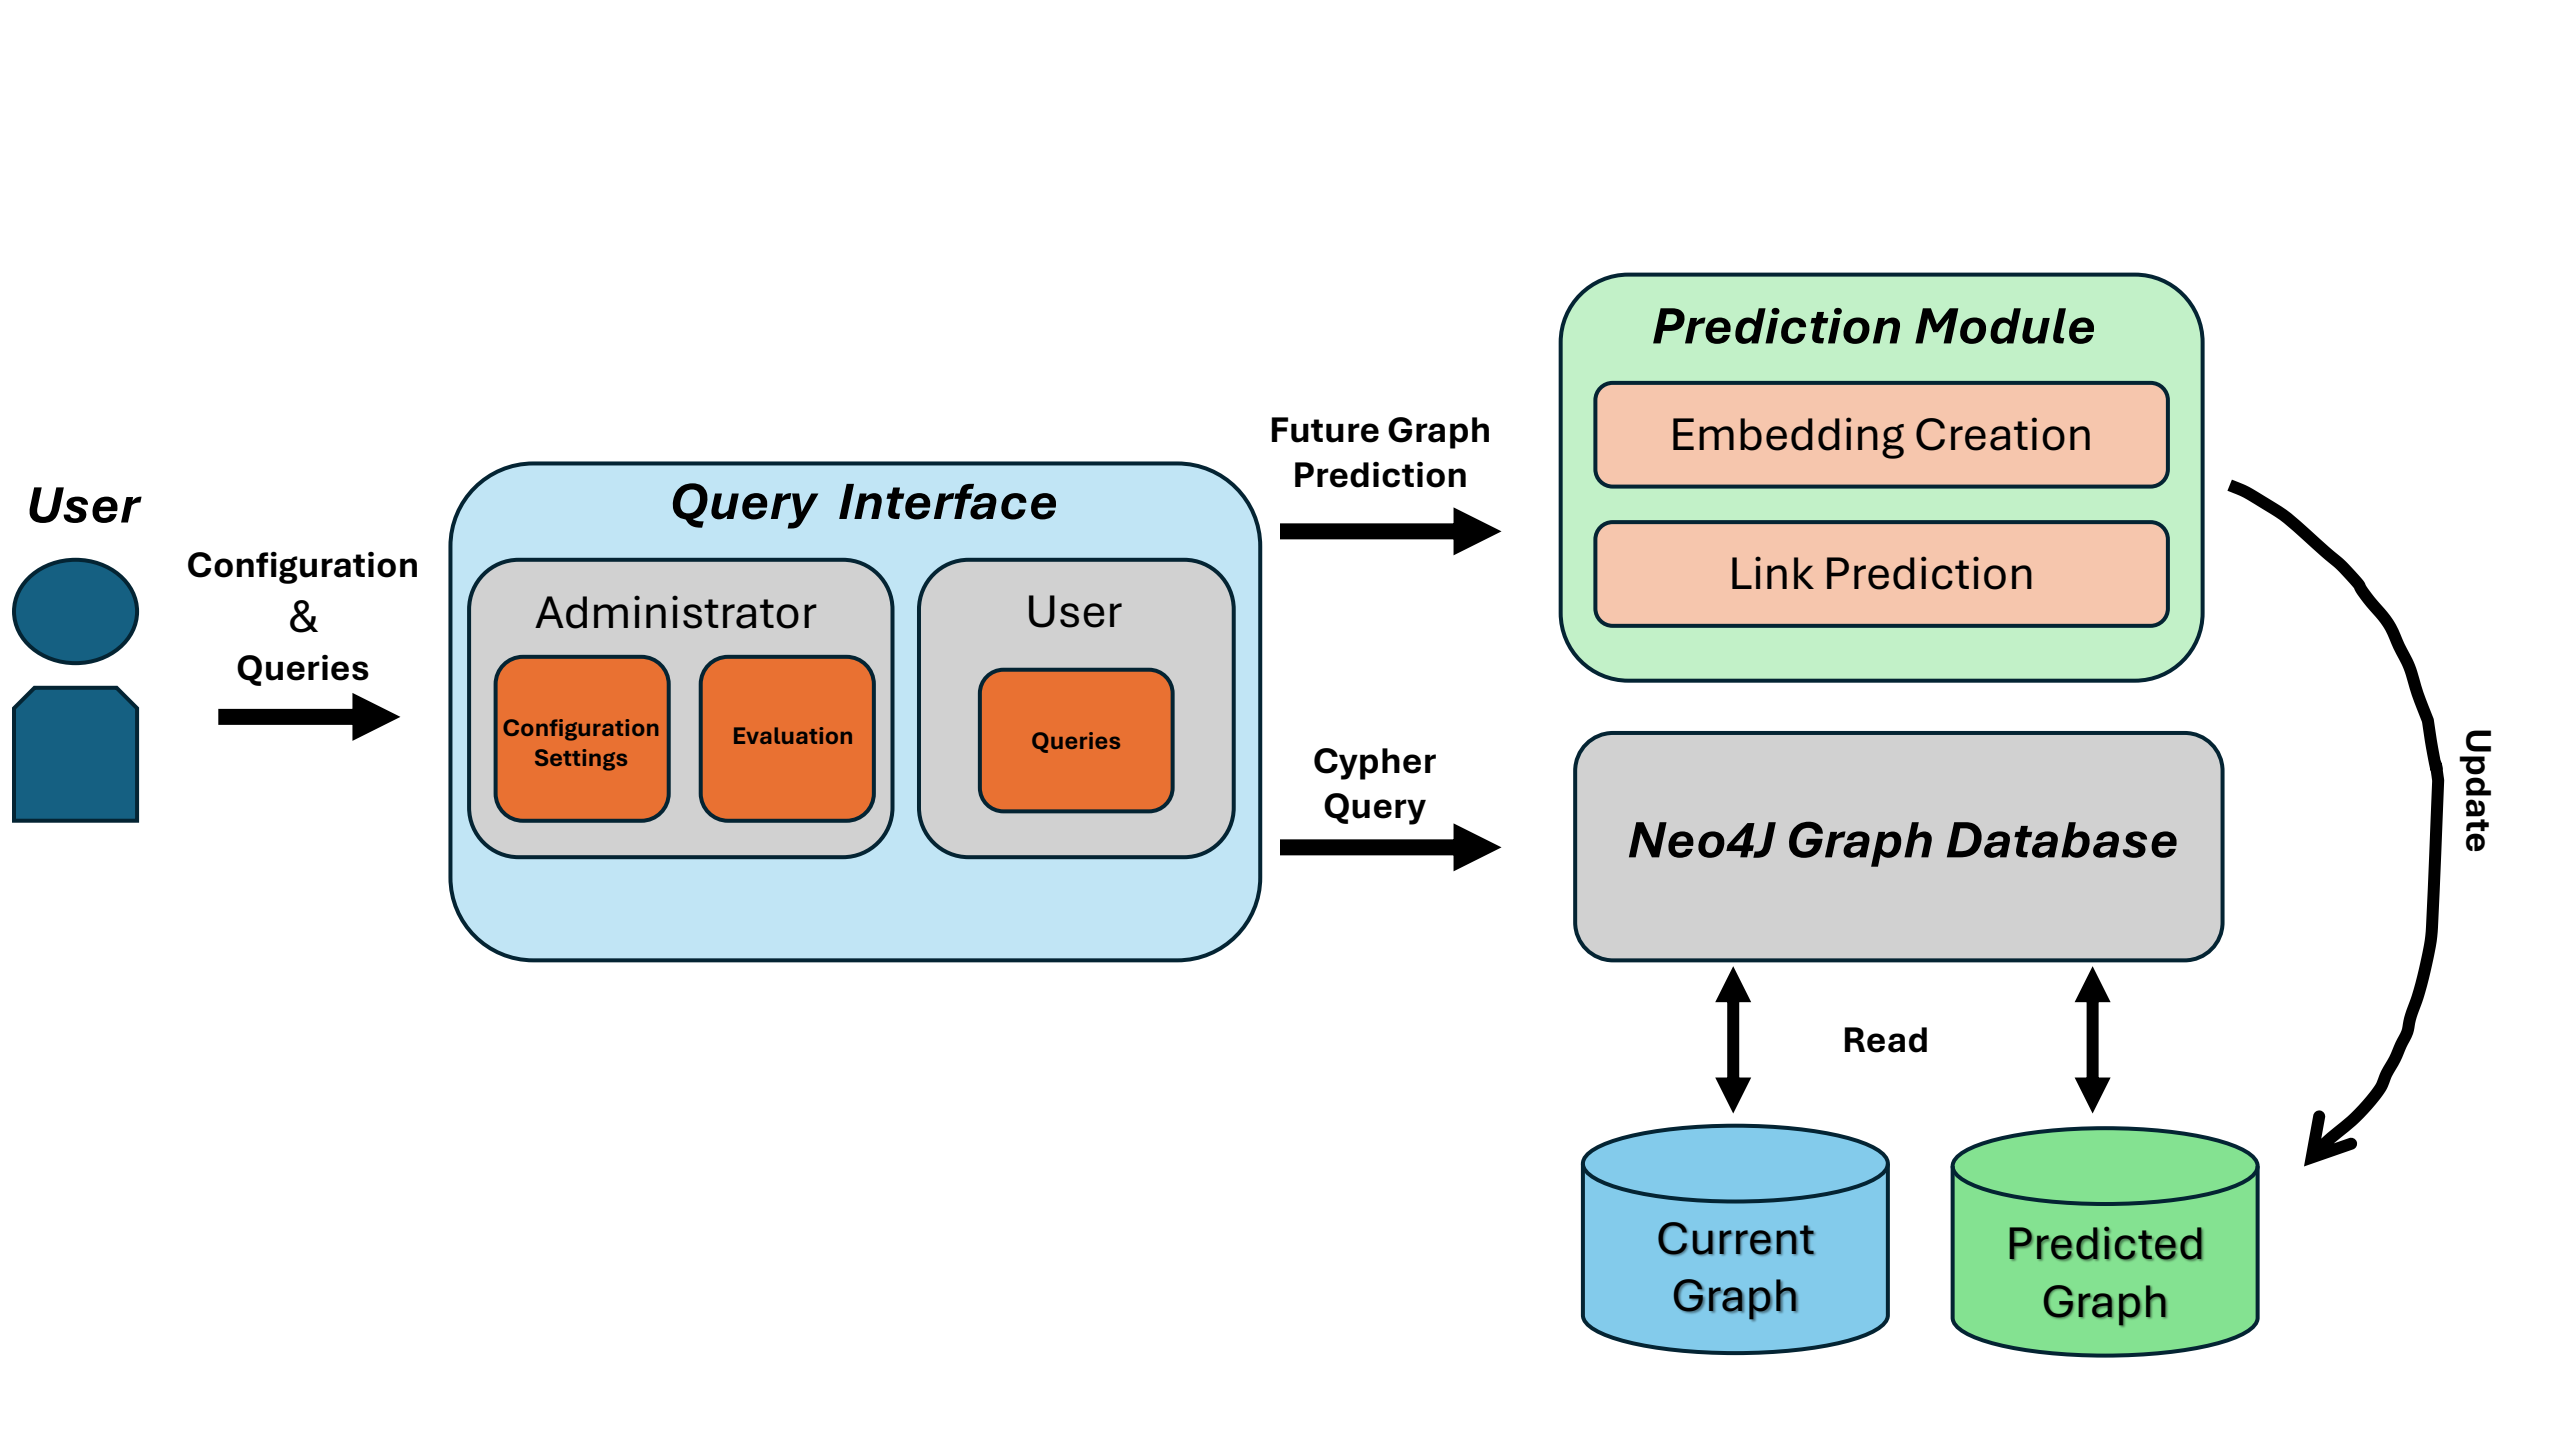 User
Configuration
&
Queries
Query Interface
Administrator
Configuration
Settings
Evaluation
User
Queries
Future Graph
Prediction
Cypher
Query
Prediction Module
Embedding Creation
Link Prediction
Neo4J Graph Database
Update
Read
Current
Graph
Predicted
Graph